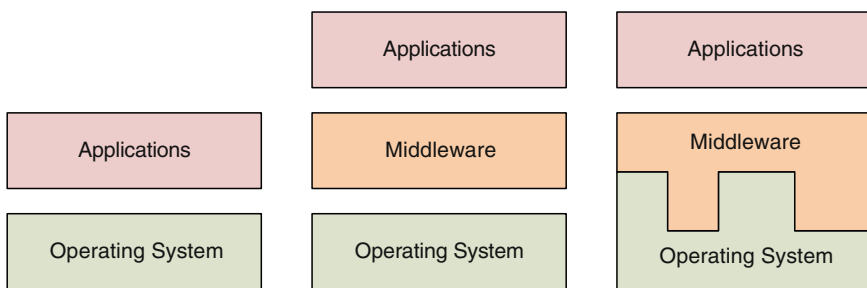 Applications
Applications
Applications
Middleware
Middleware
Operating System
Operating System
Operating System